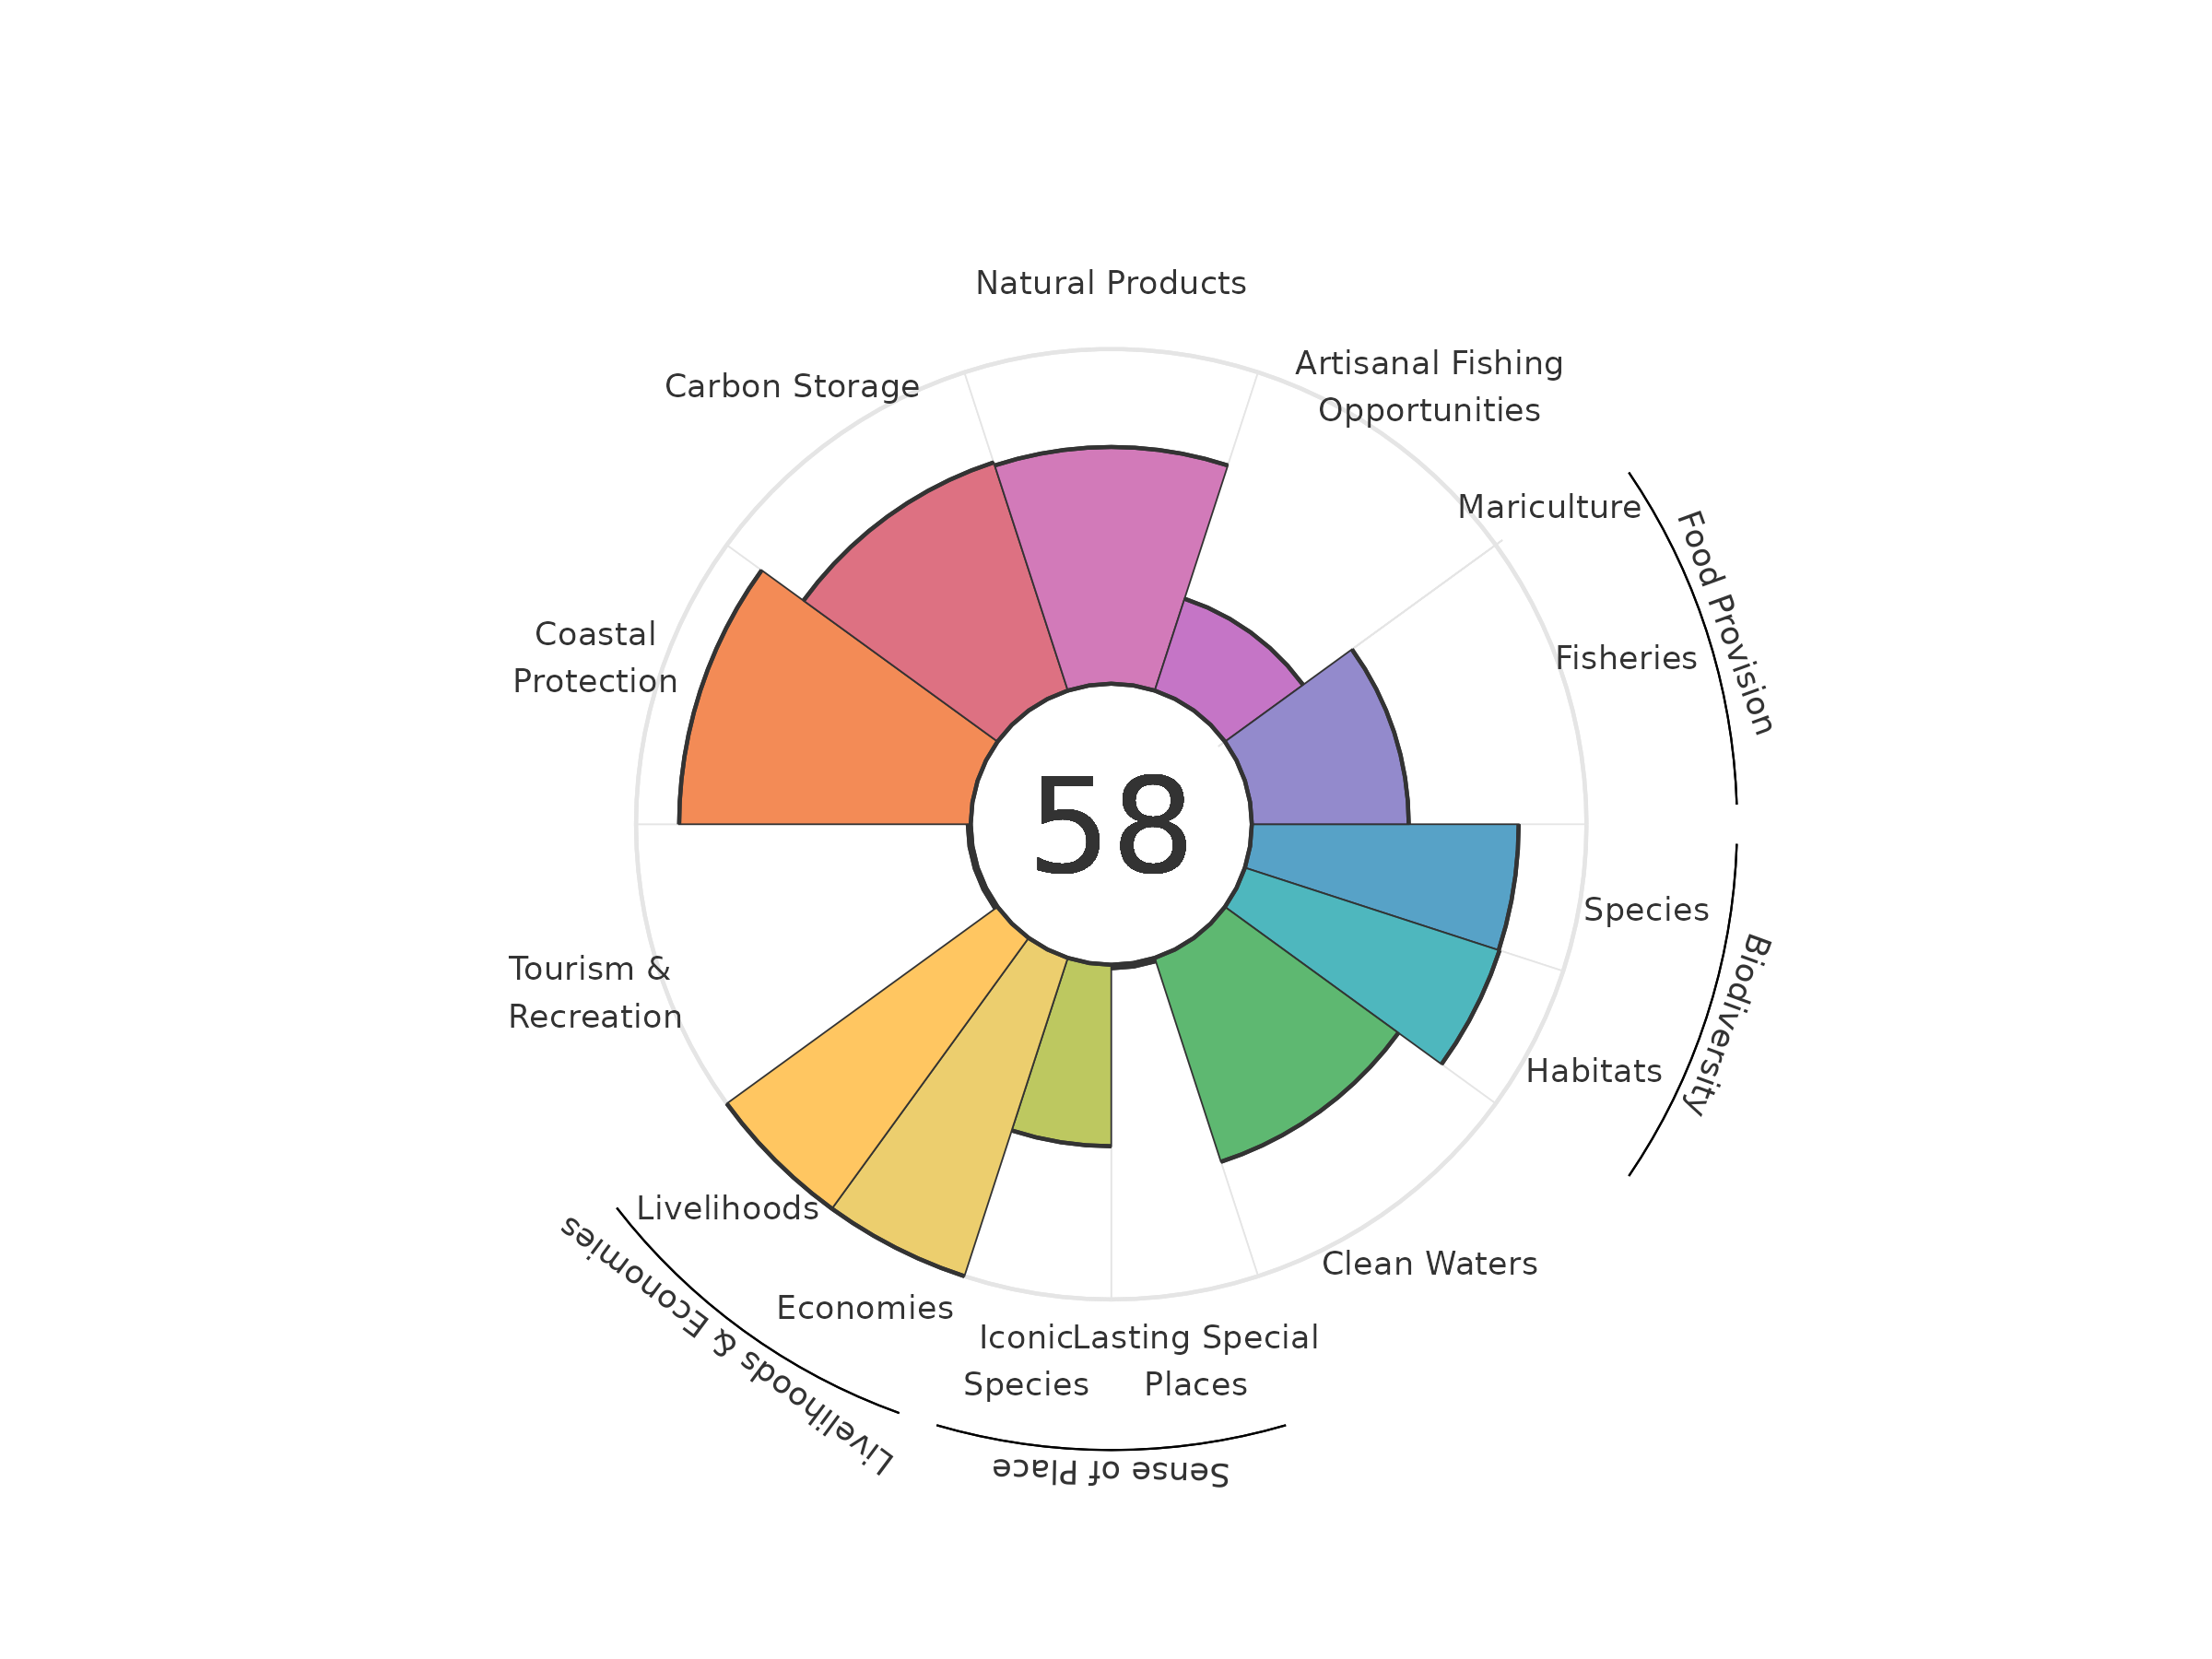 Natural Products
Artisanal Fishing
Opportunities
Carbon Storage
Mariculture
Food Provision
Fisheries
Coastal
Protection
58
Species
Biodiversity
Tourism &
Recreation
Habitats
Livelihoods
Livelihoods & Economies
Clean Waters
Economies
Iconic
Species
Lasting Special
Places
Sense of Place